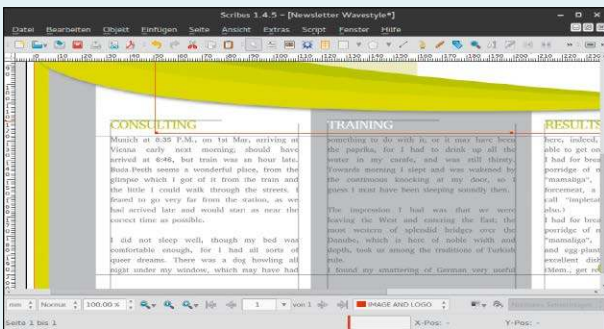 Scribus 1.4.5 - [Newsletter Wavestyle*]
Datei Bearbeiten Objekt Einfügen Seite Ansicht Extras Script Fenster Hilfe
CONSULTING
Munich at 8:35 P.M., on 1st May, arriving at
Vienna early next morning; should have
arrived at 6:46, but train was an hour late.
Buda-Pesth seems a wonderful place, from the
glimpse which I got of it from the train and
the little I could walk through the streets. I
feared to go very far from the station, as we
had arrived late and would start as near the
correct time as possible.
I did not sleep well, though my bed was
comfortable enough, for I had all sorts of
queer dreams. There was a dog howling all
night under my window, which may have had
TRAINING
something to do with it; or it may have been
the paprika, for I had to drink up all the
water in my carafe, and was still thirsty.
Towards morning I slept and was wakened by
the continuous knocking at my door, so I
guess I must have been sleeping soundly then.
The impression I had was that we were
leaving the West and entering the East; the
most western of splendid bridges over the
Danube, which is here of noble width and
depth, took us among the traditions of Turkish
rule.
I found my smattering of German very useful
RESULTS
here, indeed,
able to get on
I had for brea
porridge of m
"mamaliga",
forcemeat, a
call "impletat
also.)
I had for brea
porridge of m
"mamaliga",
and egg-plant
excellent dish
(Mem., get re
mm Normal 100,00 % 1 von 1 IMAGE AND LOGO
Seite 1 bis 1 X-Pos: - Y-Pos: -